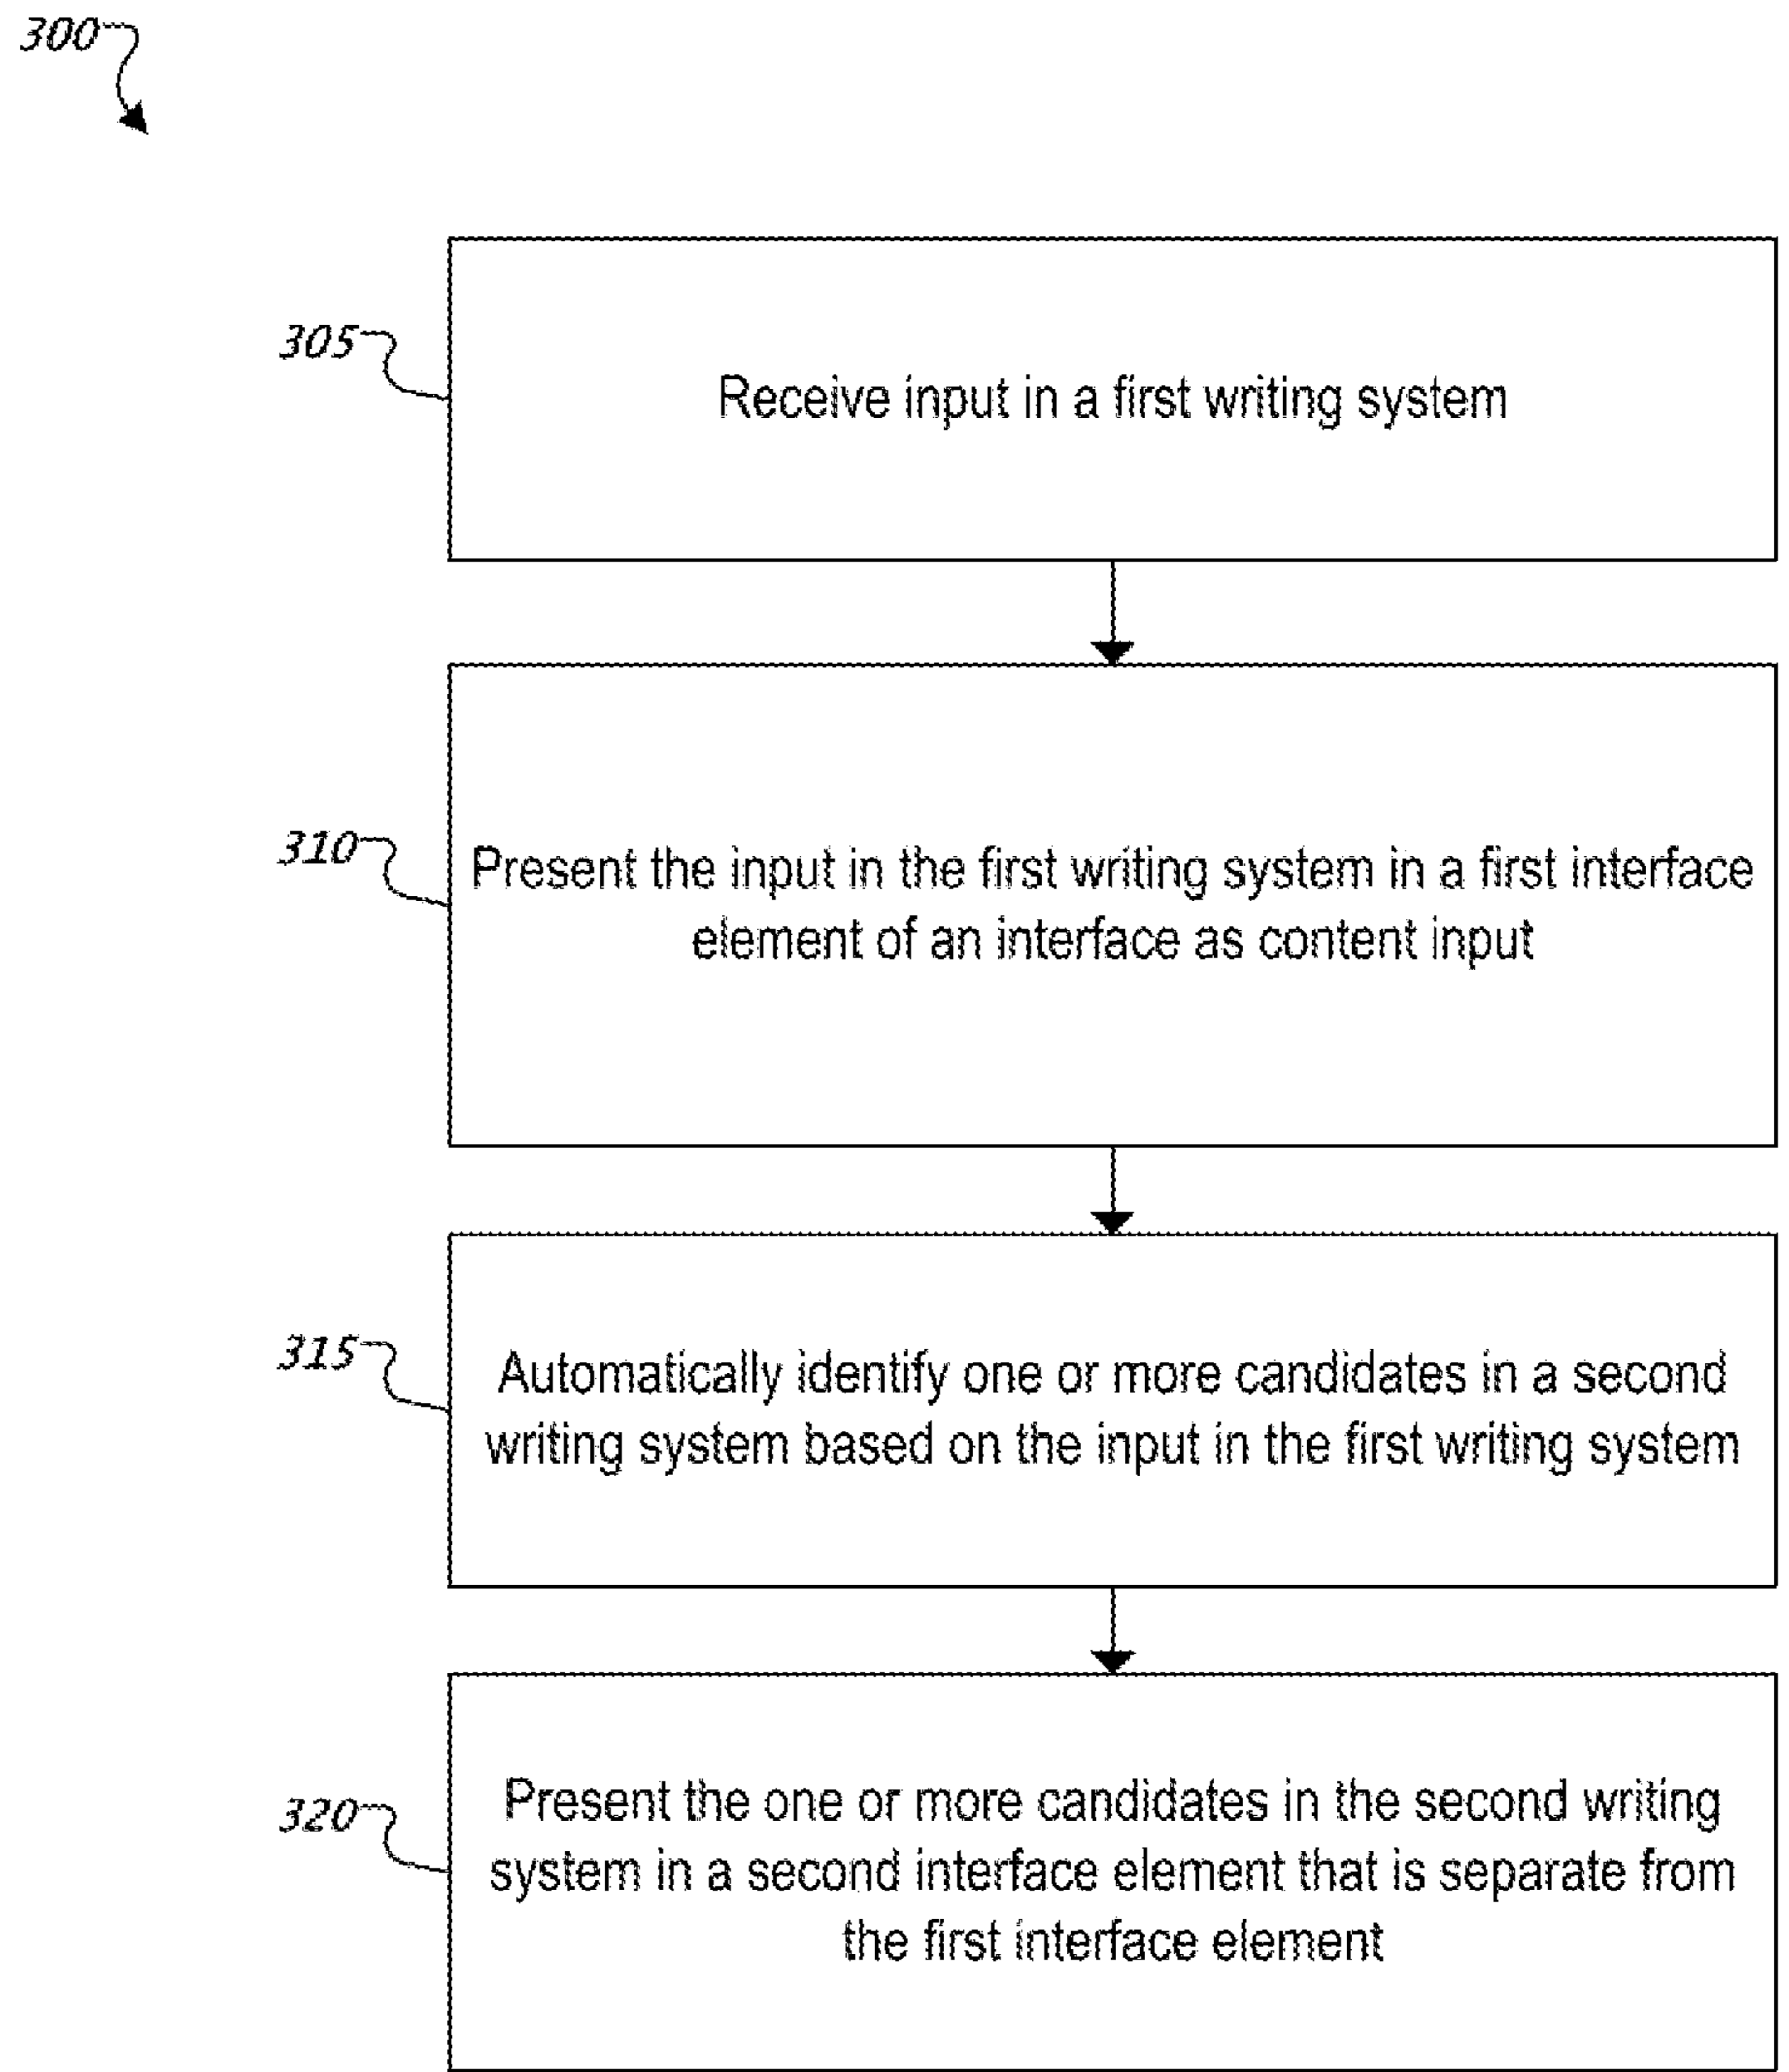 300
305
Receive input in a first writing system
310
Present the input in the first writing system in a first interface
element of an interface as content input
315
Automatically identify one or more candidates in a second
writing system based on the input in the first writing system
320
Present the one or more candidates in the second writing
system in a second interface element that is separate from
the first interface element